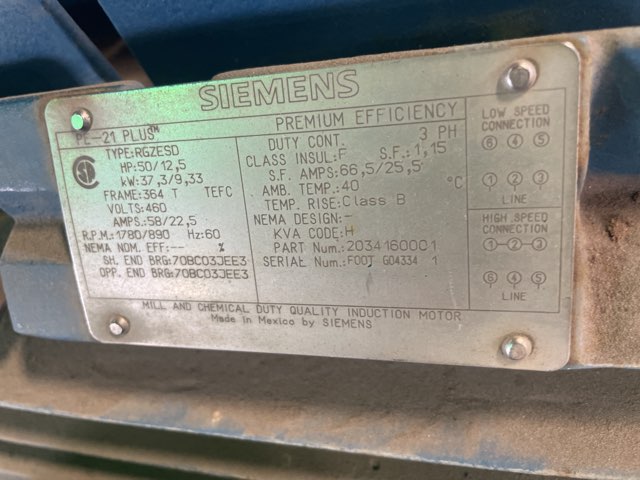 SIEMENS
PE-21 PLUS™ PREMIUM EFFICIENCY
TYPE:RGZESD
HP:50/12,5
kW:37,3/9,33
FRAME:364 T TEFC
VOLTS:460
AMPS:58/22,5
R.P.M.:1780/890 Hz:60
NEMA NOM. EFF:-- %
SH. END BRG:70BC03JEE3
OPP. END BRG:70BC03JEE3
DUTY CONT. 3 PH
CLASS INSUL:F S.F.:1,15
S.F. AMPS:66,5/25,5
AMB. TEMP.:40 °C
TEMP. RISE:Class B
NEMA DESIGN:-
KVA CODE:H
PART Num.:2034160001
SERIAL Num.:FOOT G04334 1
LOW SPEED
CONNECTION
6 4 5
1 2 3
LINE
HIGH SPEED
CONNECTION
1-2-3
6 4 5
LINE
MILL AND CHEMICAL DUTY QUALITY INDUCTION MOTOR
Made in Mexico by SIEMENS